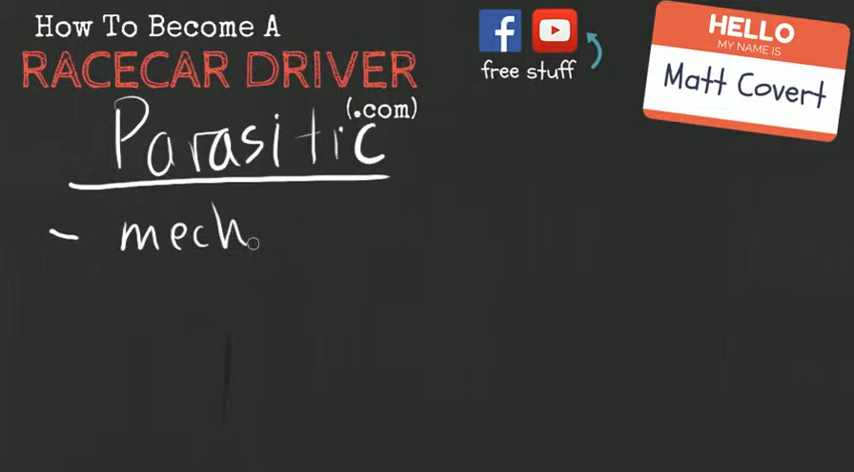 How To Become A
RACECAR DRIVER
(.com)
free stuff
HELLO
MY NAME IS
Matt Covert
Parasitic
- mech